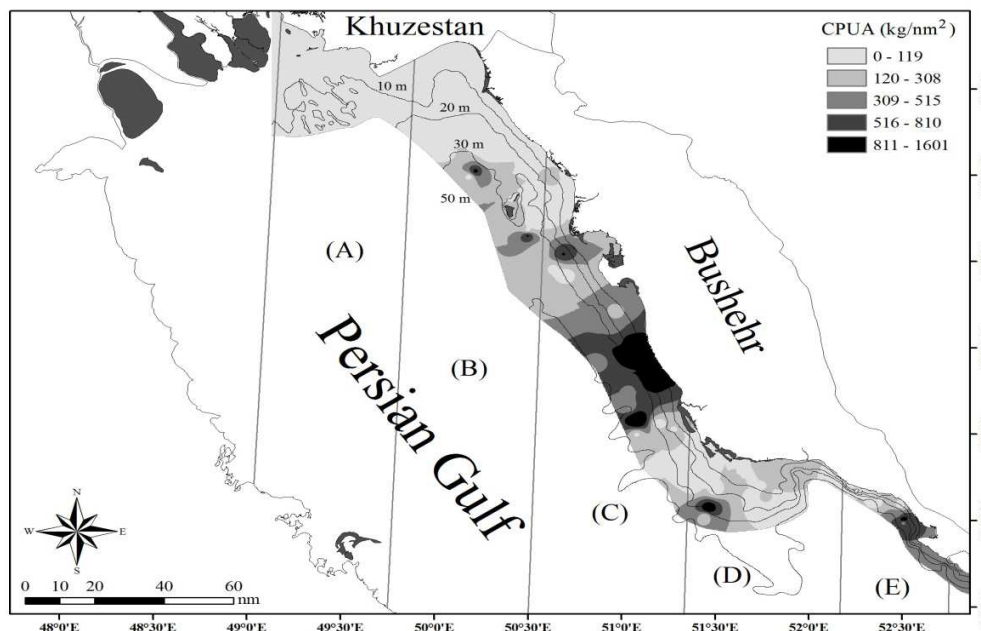 Khuzestan
CPUA (kg/nm²)
0 - 119
120 - 308
309 - 515
516 - 810
811 - 1601
10 m
20 m
30 m
50 m
(A)
(B)
(C)
(D)
(E)
Bushehr
Persian Gulf
N
W E
S
0 10 20 40 60
nm
48°0'E 48°30'E 49°0'E 49°30'E 50°0'E 50°30'E 51°0'E 51°30'E 52°0'E 52°30'E